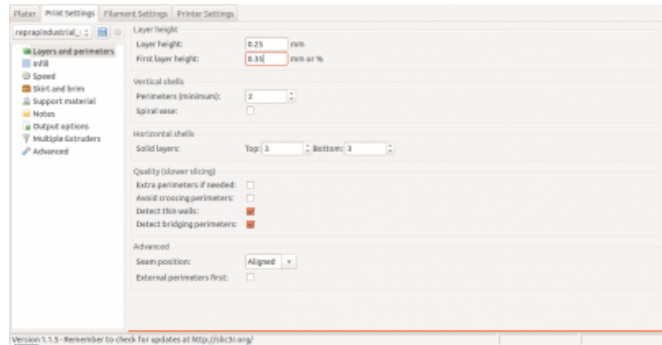 Plater Print Settings Filament Settings Printer Settings
reprapindustrial_
Layers and perimeters
Infill
Speed
Skirt and brim
Support material
Notes
Output options
Multiple Extruders
Advanced
Layer height
Layer height: 0.25 mm
First layer height: 0.35 mm or %
Vertical shells
Perimeters (minimum): 2
Spiral vase:
Horizontal shells
Solid layers: Top: 3 Bottom: 3
Quality (slower slicing)
Extra perimeters if needed:
Avoid crossing perimeters:
Detect thin walls:
Detect bridging perimeters:
Advanced
Seam position: Aligned
External perimeters first:
Version 1.1.5 - Remember to check for updates at http://slic3r.org/